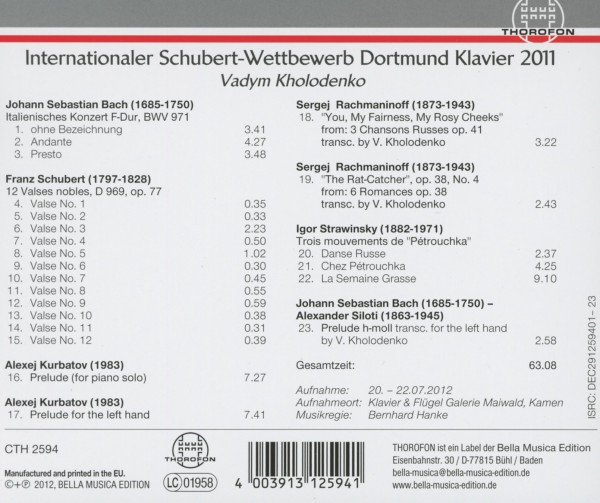 THOROFON
Internationaler Schubert-Wettbewerb Dortmund Klavier 2011
Vadym Kholodenko
Johann Sebastian Bach (1685-1750)
Italienisches Konzert F-Dur, BWV 971
1. ohne Bezeichnung 3.41
2. Andante 4.27
3. Presto 3.48
Franz Schubert (1797-1828)
12 Valses nobles, D 969, op. 77
4. Valse No. 1 0.35
5. Valse No. 2 0.33
6. Valse No. 3 2.23
7. Valse No. 4 0.50
8. Valse No. 5 1.02
9. Valse No. 6 0.30
10. Valse No. 7 0.45
11. Valse No. 8 0.55
12. Valse No. 9 0.59
13. Valse No. 10 0.38
14. Valse No. 11 0.31
15. Valse No. 12 0.39
Alexej Kurbatov (1983)
16. Prelude (for piano solo) 7.27
Alexej Kurbatov (1983)
17. Prelude for the left hand 7.41
Sergej Rachmaninoff (1873-1943)
18. "You, My Fairness, My Rosy Cheeks"
from: 3 Chansons Russes op. 41
transc. by V. Kholodenko 3.22
Sergej Rachmaninoff (1873-1943)
19. "The Rat-Catcher", op. 38, No. 4
from: 6 Romances op. 38
transc. by V. Kholodenko 2.43
Igor Strawinsky (1882-1971)
Trois mouvements de "Pétrouchka"
20. Danse Russe 2.37
21. Chez Pétrouchka 4.25
22. La Semaine Grasse 9.10
Johann Sebastian Bach (1685-1750) –
Alexander Siloti (1863-1945)
23. Prelude h-moll transc. for the left hand
by V. Kholodenko 2.58
Gesamtzeit: 63.08
Aufnahme: 20. – 22.07.2012
Aufnahmeort: Klavier & Flügel Galerie Maiwald, Kamen
Musikregie: Bernhard Hanke
ISRC: DEC291259401– 23
CTH 2594
Manufactured and printed in the EU.
©+℗ 2012, BELLA MUSICA EDITION
LC 01958
4 003913 125941
THOROFON ist ein Label der Bella Musica Edition
Eisenbahnstr. 30 / D-77815 Bühl / Baden
bella-musica@bella-musica-edition.de
www.bella-musica-edition.de